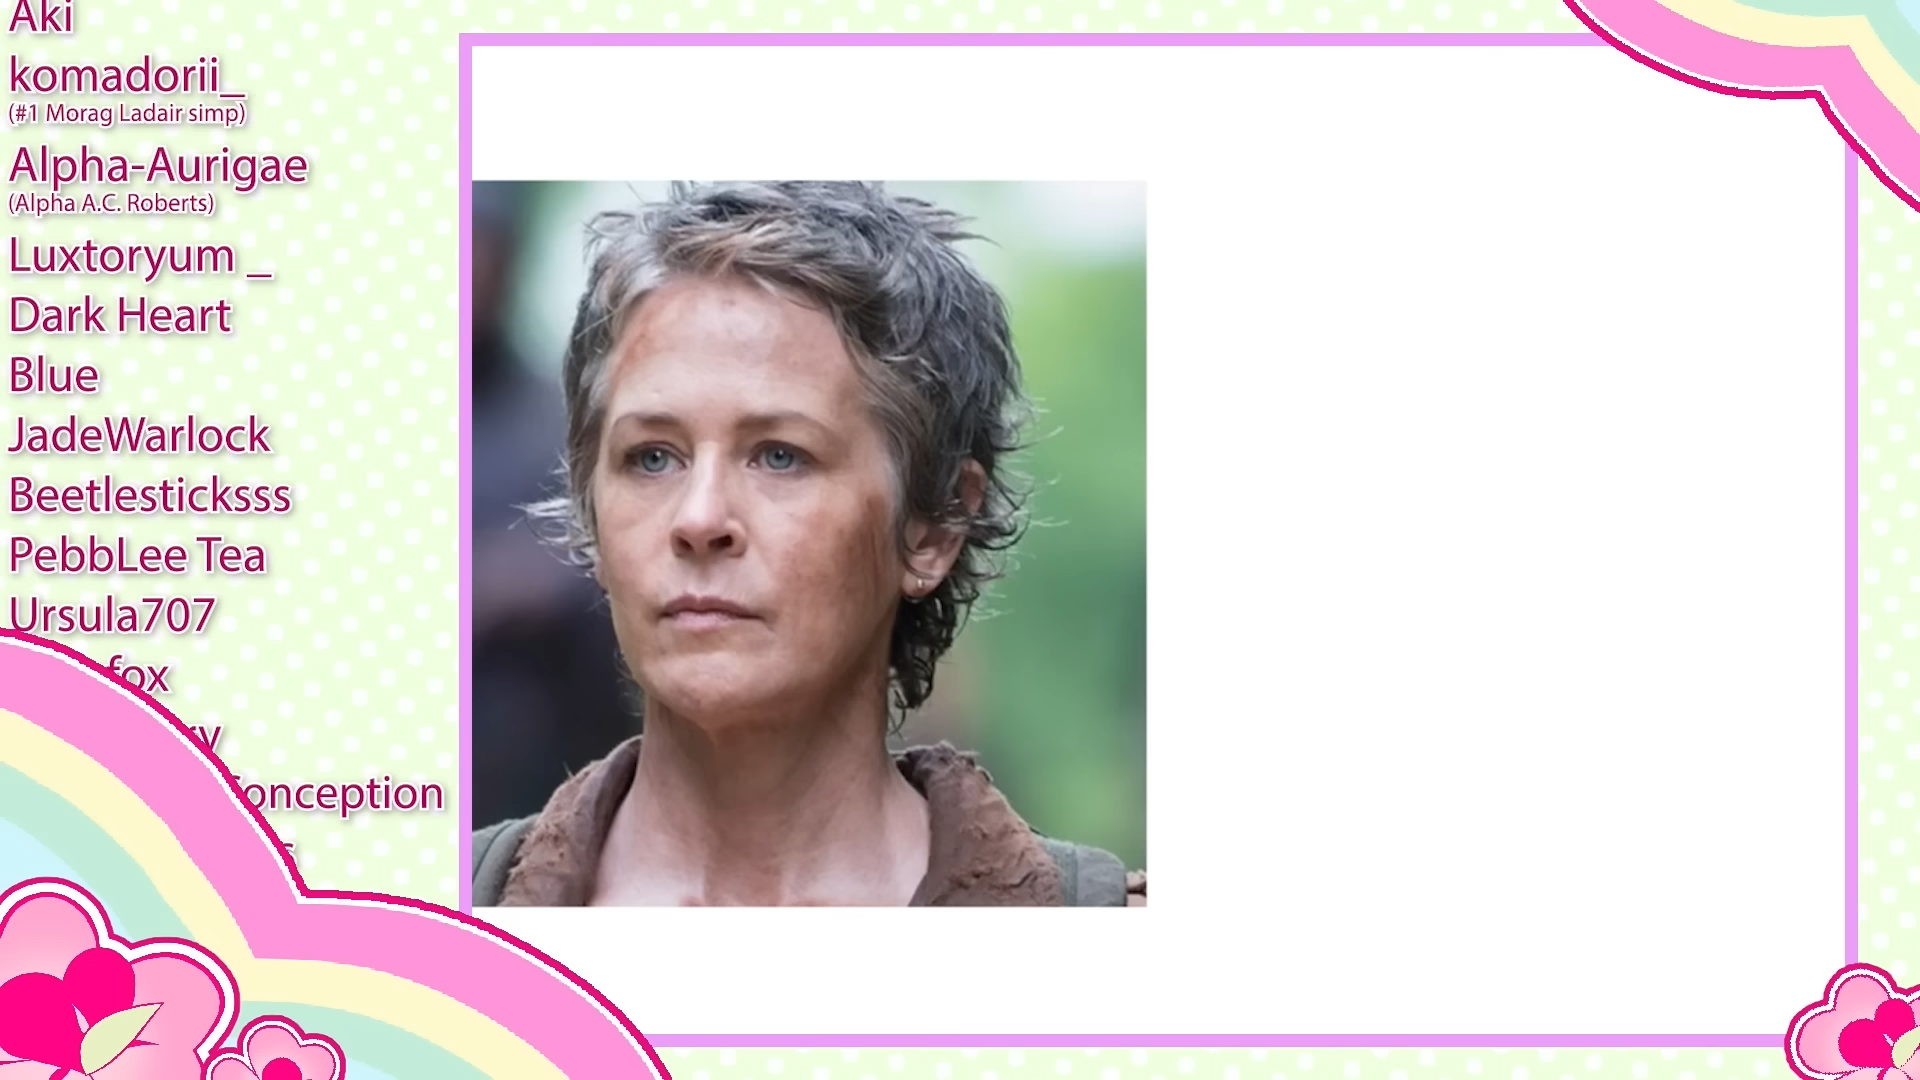 Aki
komadorii_
(#1 Morag Ladair simp)
Alpha-Aurigae
(Alpha A.C. Roberts)
Luxtoryum _
Dark Heart
Blue
JadeWarlock
Beetlesticksss
PebbLee Tea
Ursula707